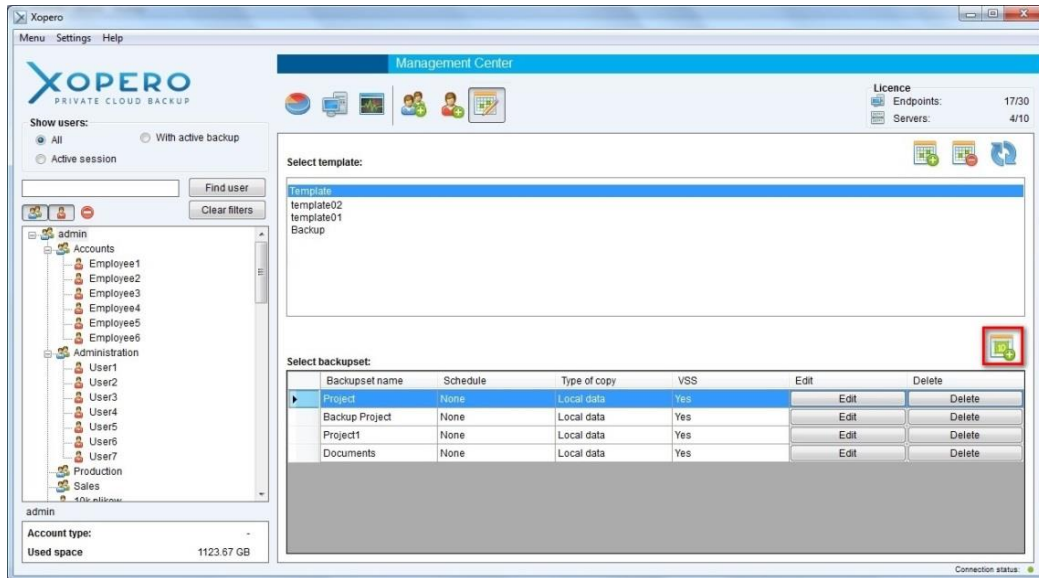 Xopero
Menu Settings Help
XOPERO
PRIVATE CLOUD BACKUP
Show users:
All
With active backup
Active session
Find user
Clear filters
admin
Accounts
Employee1
Employee2
Employee3
Employee4
Employee5
Employee6
Administration
User1
User2
User3
User4
User5
User6
User7
Production
Sales
admin
Account type: -
Used space 1123.67 GB
Management Center
Licence
Endpoints: 17/30
Servers: 4/10
Select template:
Template
template02
template01
Backup
Select backupset:
Backupset name Schedule Type of copy VSS Edit Delete
Project None Local data Yes Edit Delete
Backup Project None Local data Yes Edit Delete
Project1 None Local data Yes Edit Delete
Documents None Local data Yes Edit Delete
Connection status: